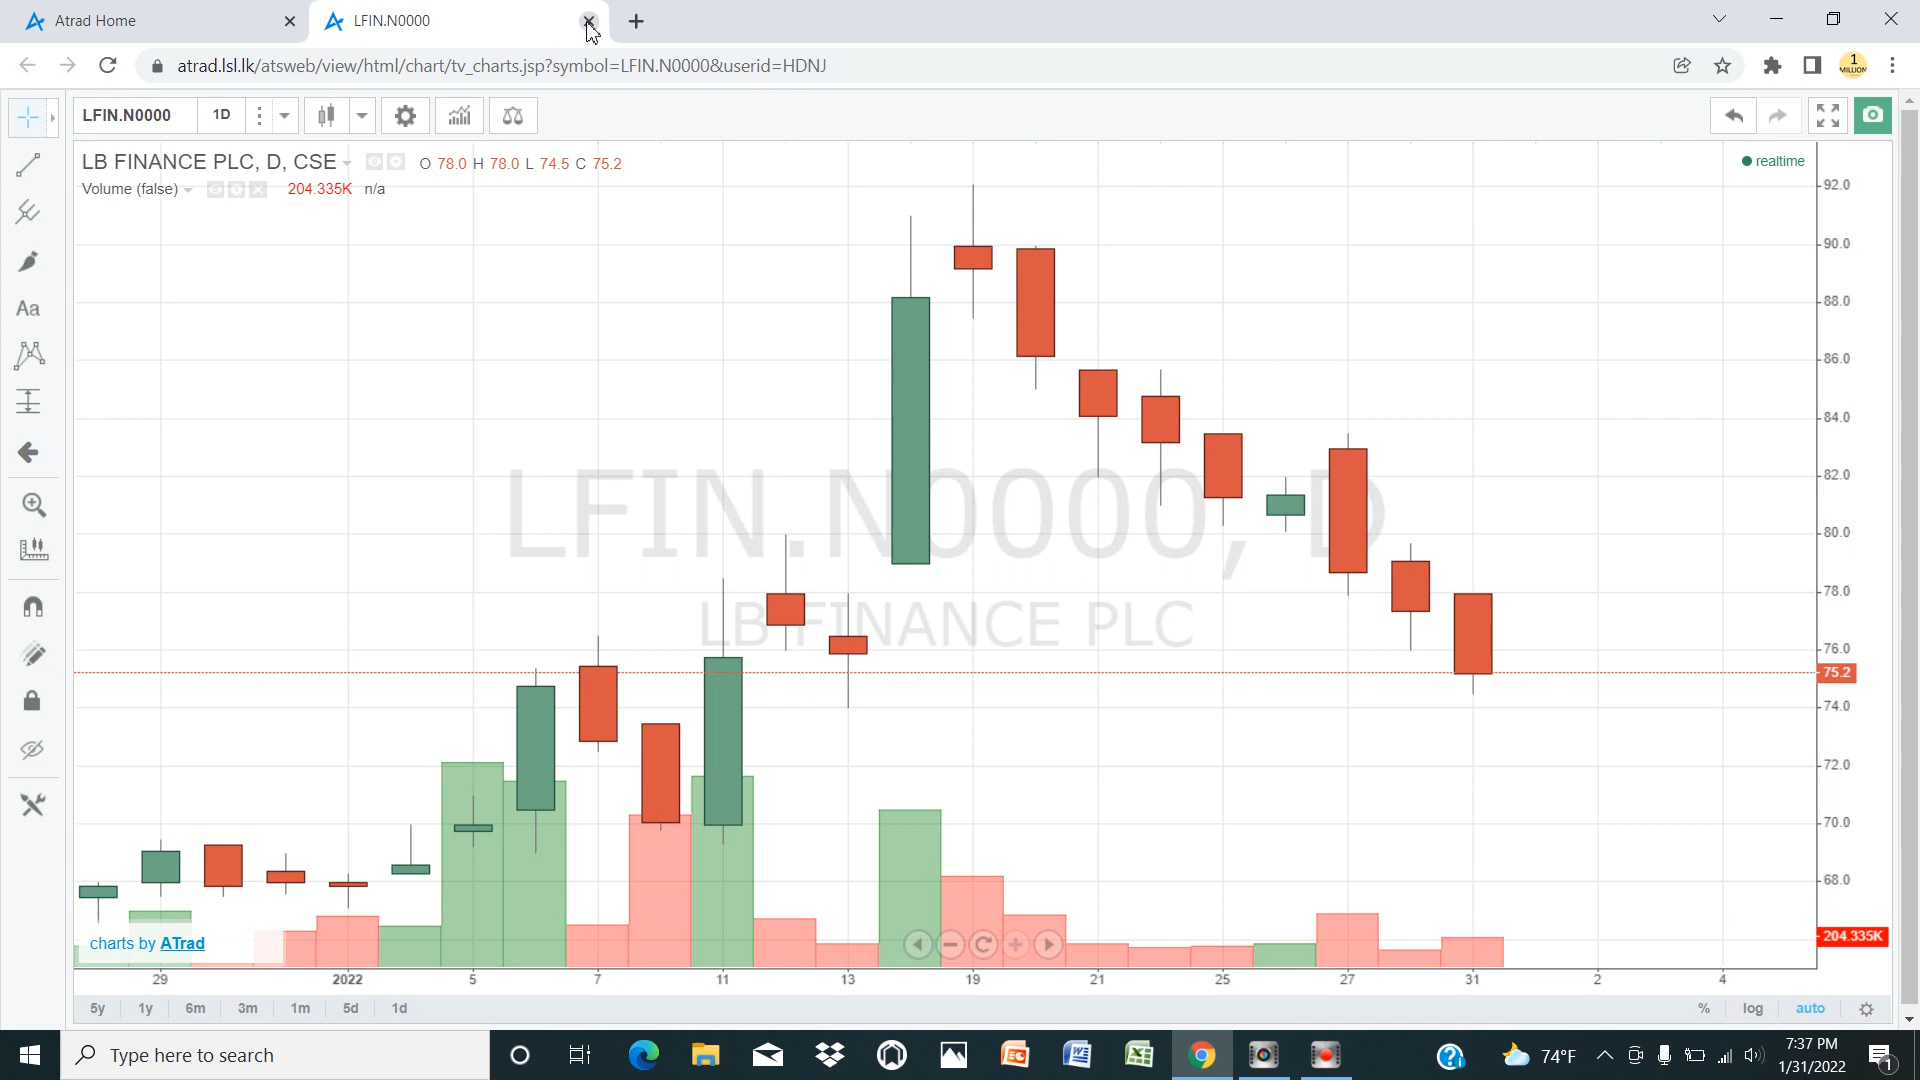 Atrad Home
LFIN.N0000
atrad.lsl.lk/atsweb/view/html/chart/tv_charts.jsp?symbol=LFIN.N0000&userid=HDNJ
1 MILLION
LFIN.N0000 1D
LB FINANCE PLC, D, CSE O 78.0 H 78.0 L 74.5 C 75.2
realtime
Volume (false) 204.335K n/a
Aa
LFIN.N0000, D
LB FINANCE PLC
92.0
90.0
88.0
86.0
84.0
82.0
80.0
78.0
76.0
75.2
74.0
72.0
70.0
68.0
204.335K
charts by ATrad
29 2022 5 7 11 13 19 21 25 27 31 2 4
5y 1y 6m 3m 1m 5d 1d % log auto
Type here to search
74°F
7:37 PM
1/31/2022
1